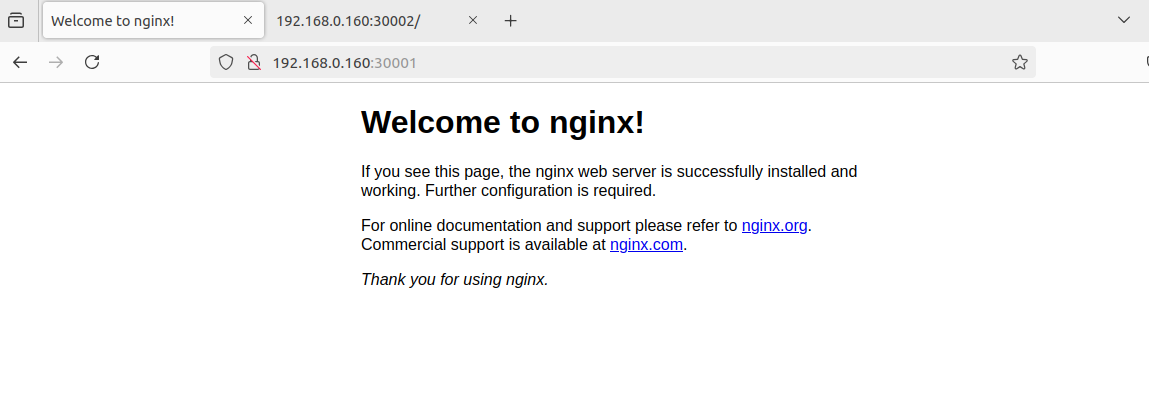 Welcome to nginx!
192.168.0.160:30002/
192.168.0.160:30001
Welcome to nginx!
If you see this page, the nginx web server is successfully installed and
working. Further configuration is required.
For online documentation and support please refer to nginx.org.
Commercial support is available at nginx.com.
Thank you for using nginx.